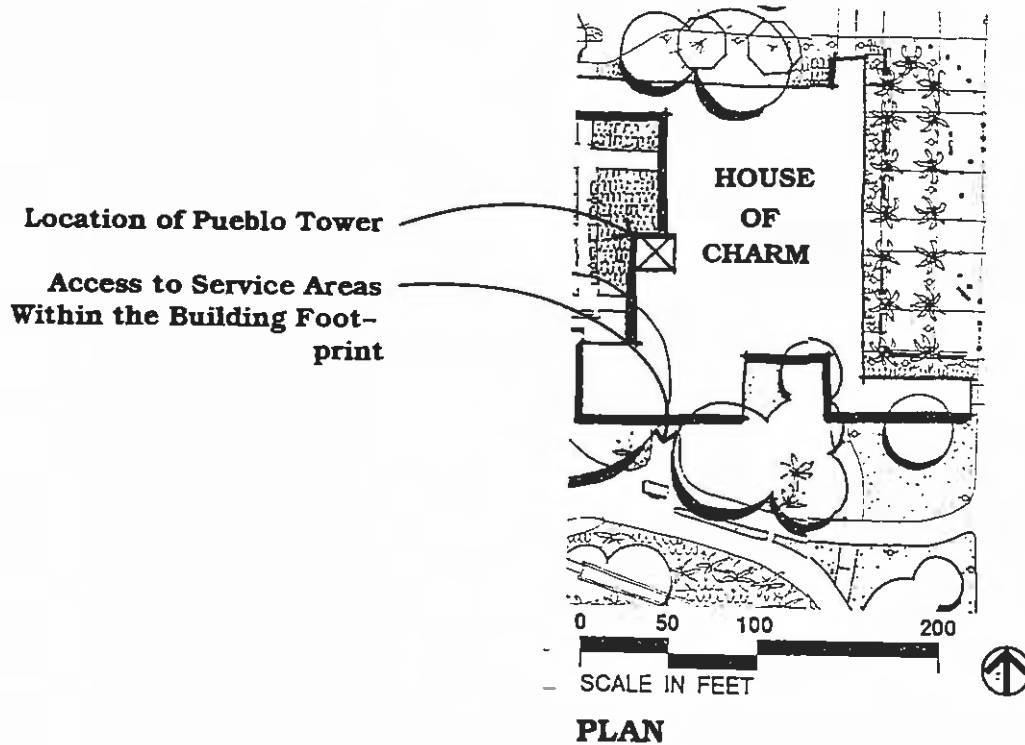 HOUSE
OF
CHARM
Location of Pueblo Tower
Access to Service Areas
Within the Building Foot-
print
0 50 100 200
SCALE IN FEET
PLAN